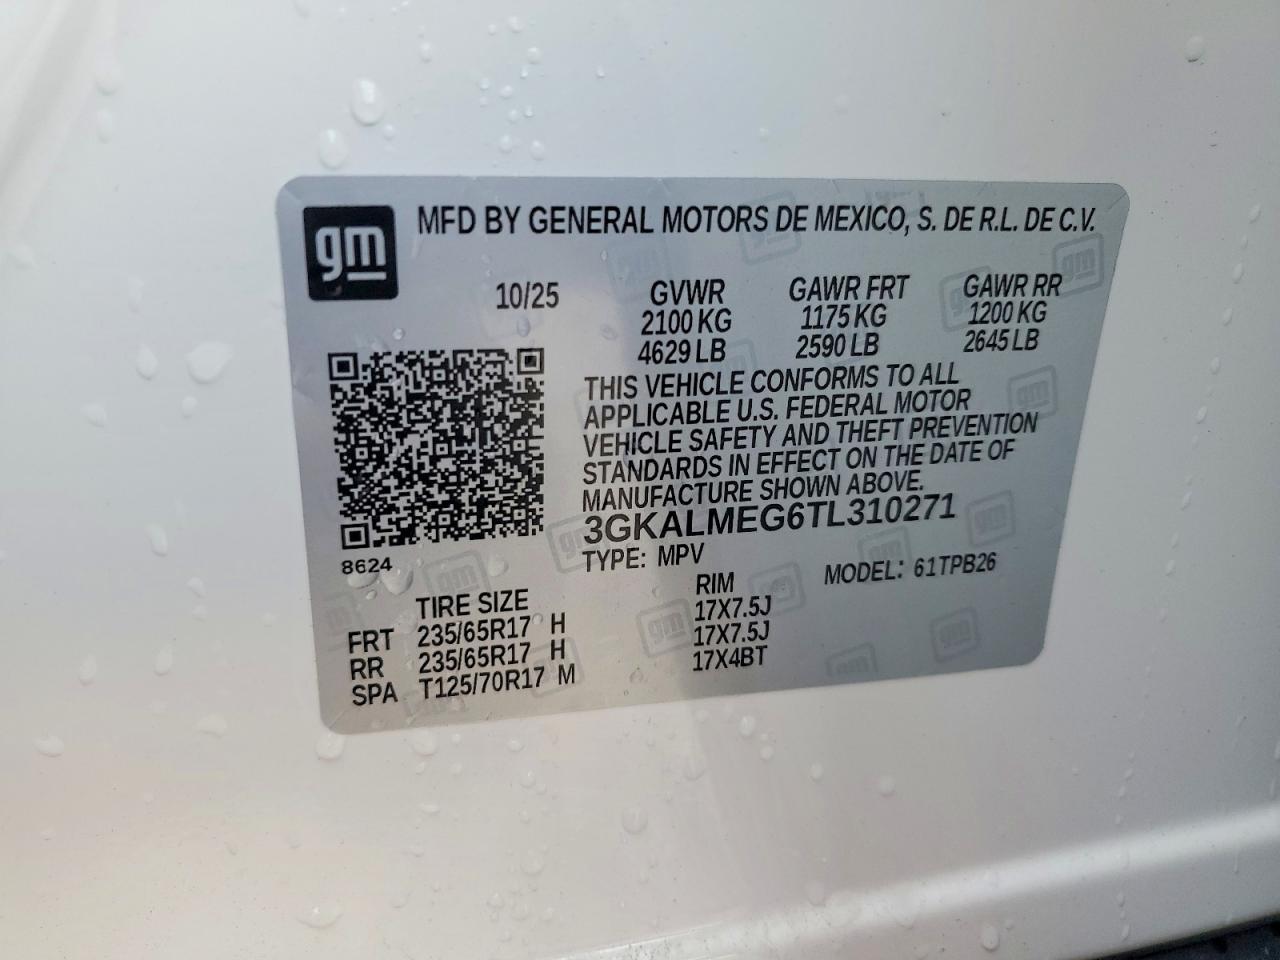 gm
MFD BY GENERAL MOTORS DE MEXICO, S. DE R.L. DE C.V.
10/25 GVWR GAWR FRT GAWR RR
2100 KG 1175 KG 1200 KG
4629 LB 2590 LB 2645 LB
THIS VEHICLE CONFORMS TO ALL
APPLICABLE U.S. FEDERAL MOTOR
VEHICLE SAFETY AND THEFT PREVENTION
STANDARDS IN EFFECT ON THE DATE OF
MANUFACTURE SHOWN ABOVE.
3GKALMEG6TL310271
8624
TYPE: MPV MODEL: 61TPB26
TIRE SIZE RIM
FRT 235/65R17 H 17X7.5J
RR 235/65R17 H 17X7.5J
SPA T125/70R17 M 17X4BT